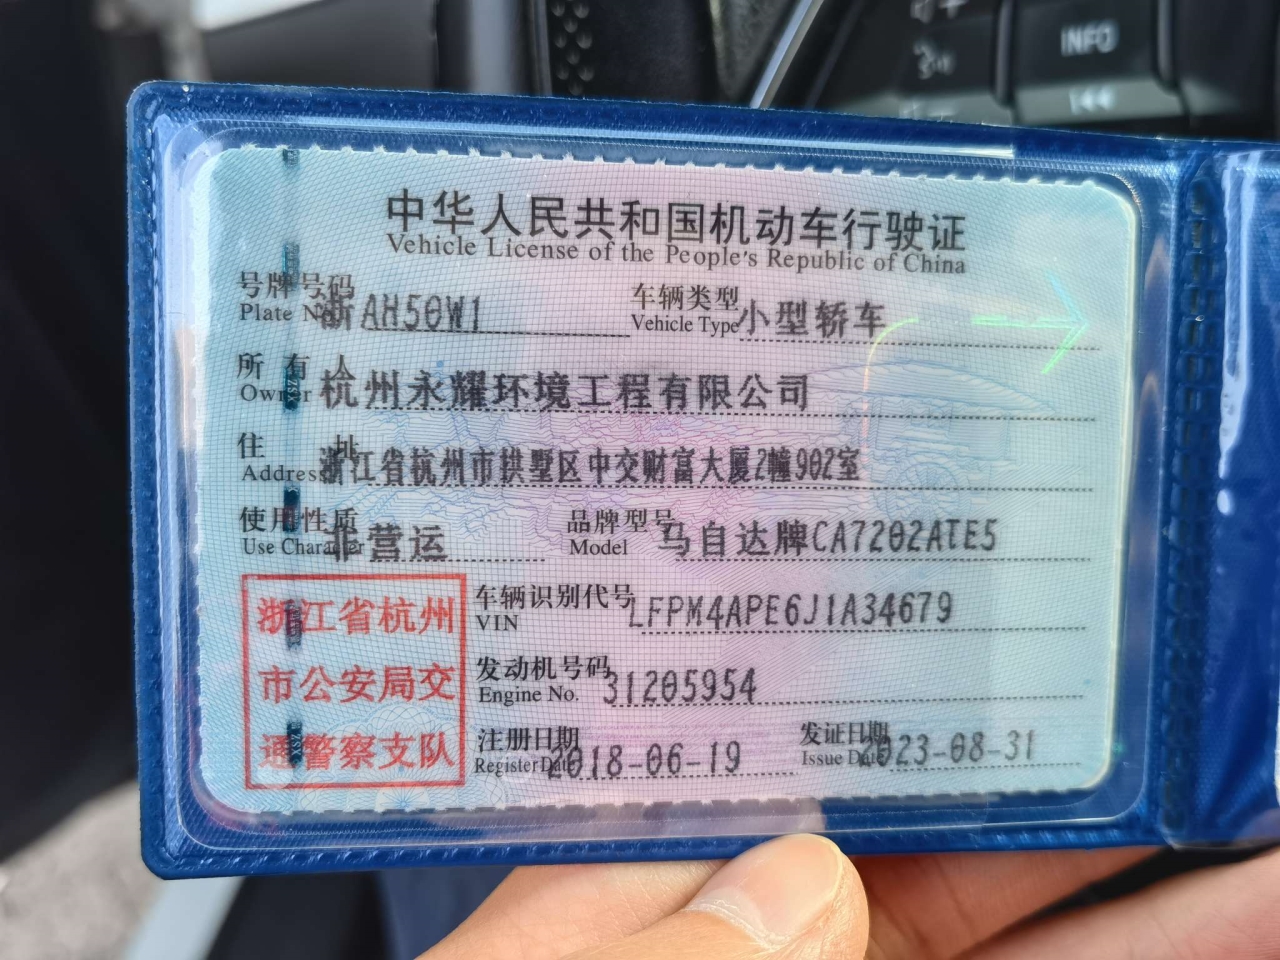 INFO
中华人民共和国机动车行驶证
Vehicle License of the People's Republic of China
号牌号码 浙AH50W1 车辆类型 小型轿车
Plate No. Vehicle Type
所有人 杭州永耀环境工程有限公司
Owner
住址 浙江省杭州市拱墅区中交财富大厦2幢902室
Address
使用性质 非营运 品牌型号 马自达牌CA7202ATE5
Use Character Model
浙江省杭州 车辆识别代号 LFPM4APE6J1A34679
VIN
市公安局交 发动机号码 31205954
Engine No.
通警察支队 注册日期 2018-06-19 发证日期 2023-08-31
Register Date Issue Date